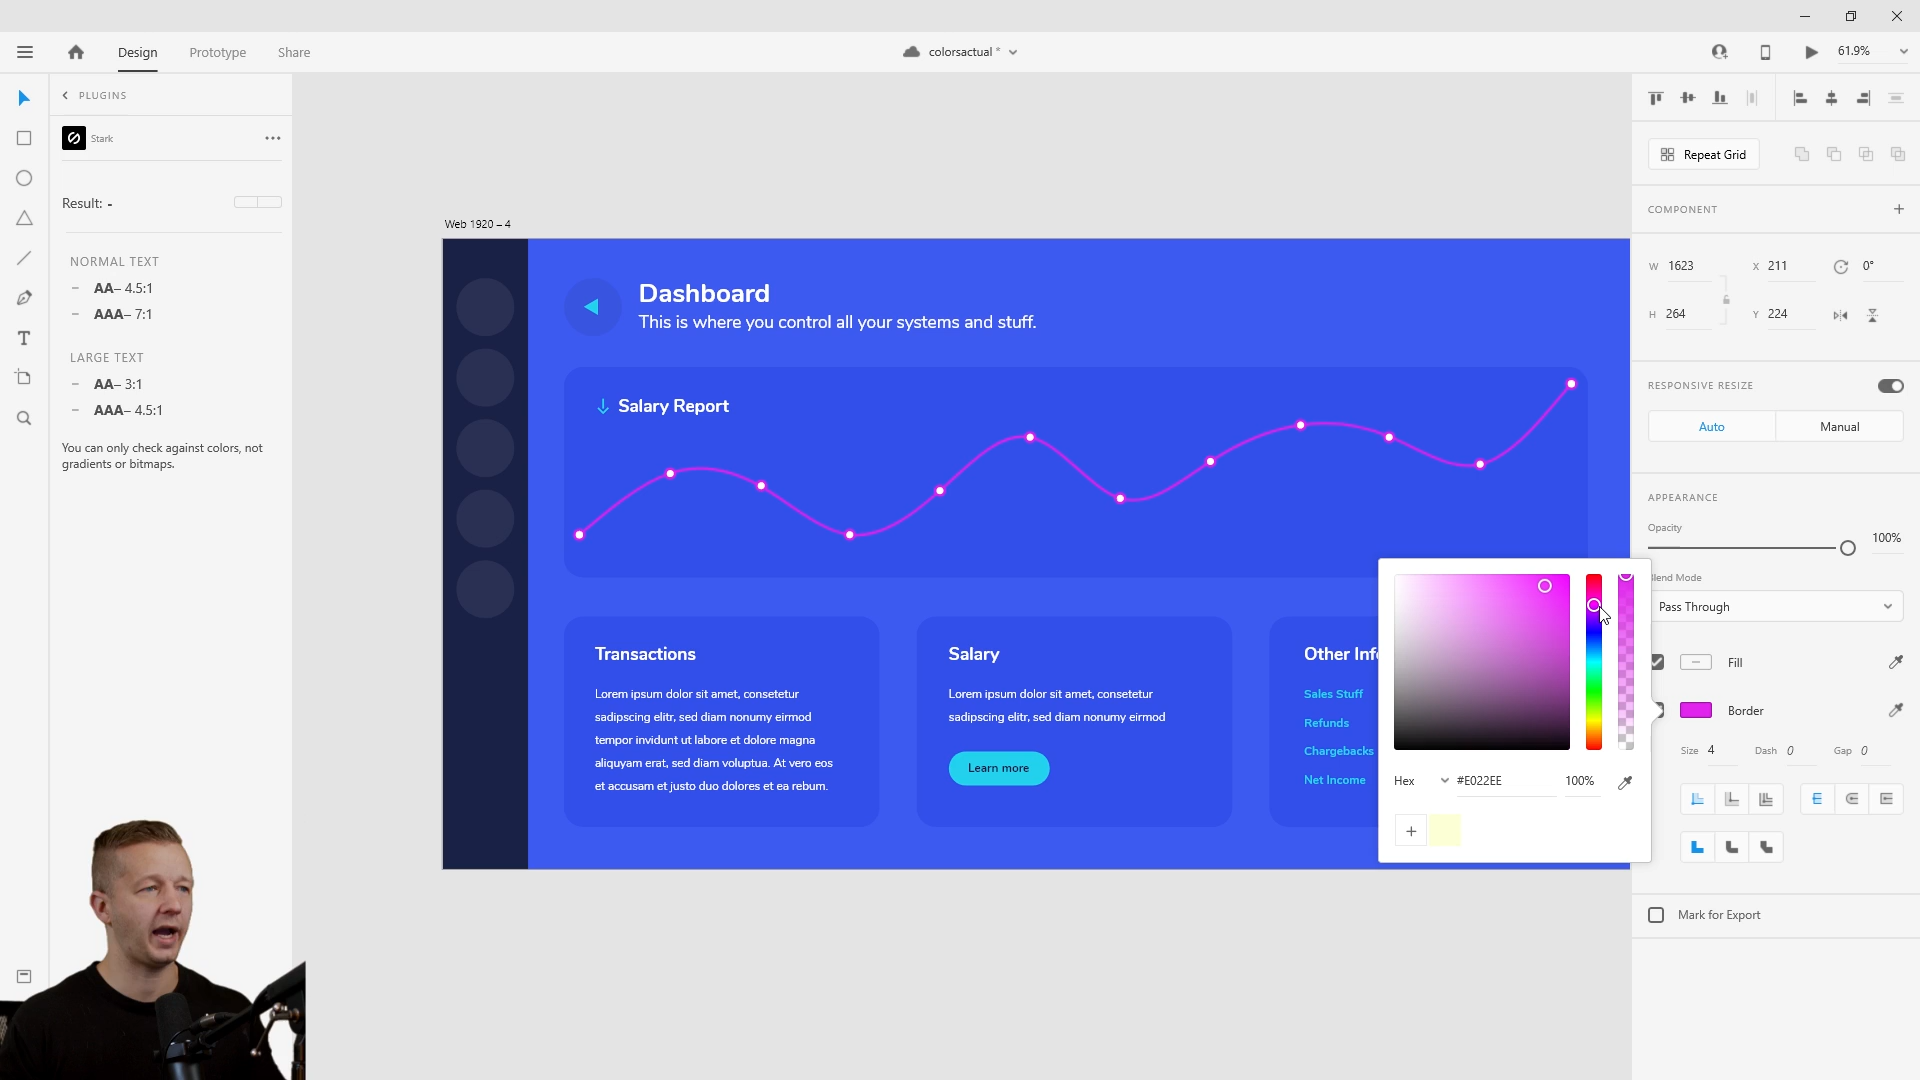 Design
Prototype
Share
colorsactual *
61.9%
PLUGINS
Stark
Result: -
NORMAL TEXT
– AA– 4.5:1
– AAA– 7:1
LARGE TEXT
– AA– 3:1
– AAA– 4.5:1
You can only check against colors, not
gradients or bitmaps.
Web 1920 – 4
Dashboard
This is where you control all your systems and stuff.
Salary Report
Transactions
Lorem ipsum dolor sit amet, consetetur
sadipscing elitr, sed diam nonumy eirmod
tempor invidunt ut labore et dolore magna
aliquyam erat, sed diam voluptua. At vero eos
et accusam et justo duo dolores et ea rebum.
Salary
Lorem ipsum dolor sit amet, consetetur
sadipscing elitr, sed diam nonumy eirmod
Learn more
Other Inf
Sales Stuff
Refunds
Chargebacks
Net Income
Hex
#E022EE
100%
+
Repeat Grid
COMPONENT
+
W 1623
X 211
0°
H 264
Y 224
RESPONSIVE RESIZE
Auto
Manual
APPEARANCE
Opacity
100%
lend Mode
Pass Through
Fill
Border
Size 4
Dash 0
Gap 0
Mark for Export